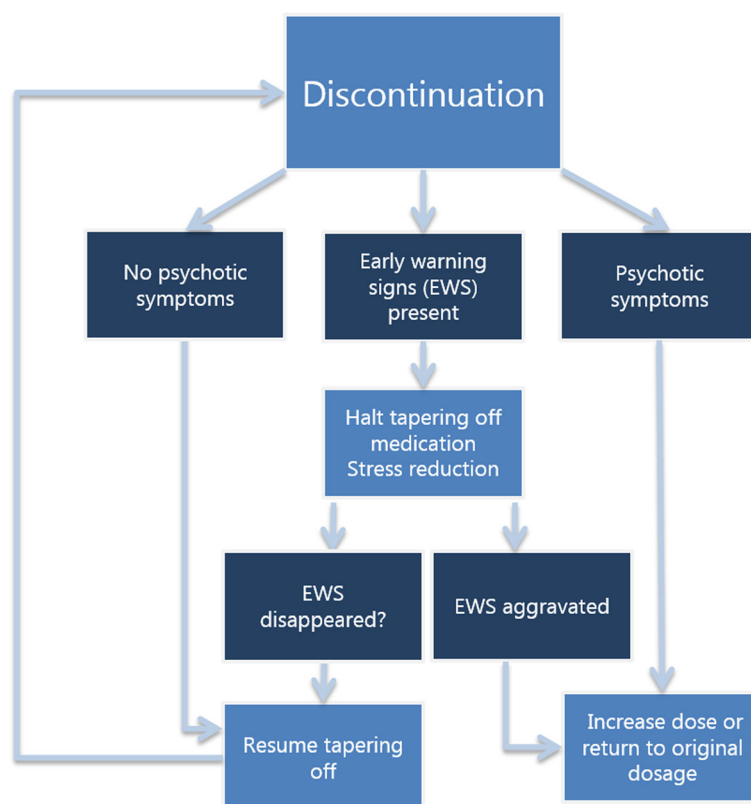 Discontinuation
No psychotic
symptoms
Early warning
signs (EWS)
present
Psychotic
symptoms
Halt tapering off
medication
Stress reduction
EWS
disappeared?
EWS aggravated
Resume tapering
off
Increase dose or
return to original
dosage